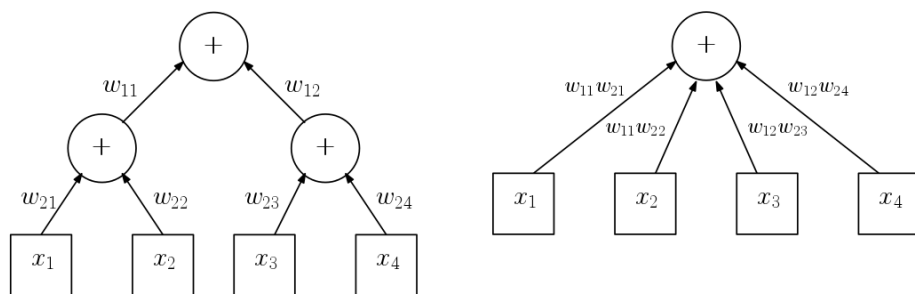 +
+
w₁₁
w₁₂
w₁₁w₂₁
w₁₂w₂₄
w₁₁w₂₂
w₁₂w₂₃
+
+
w₂₁
w₂₂
w₂₃
w₂₄
x₁
x₂
x₃
x₄
x₁
x₂
x₃
x₄